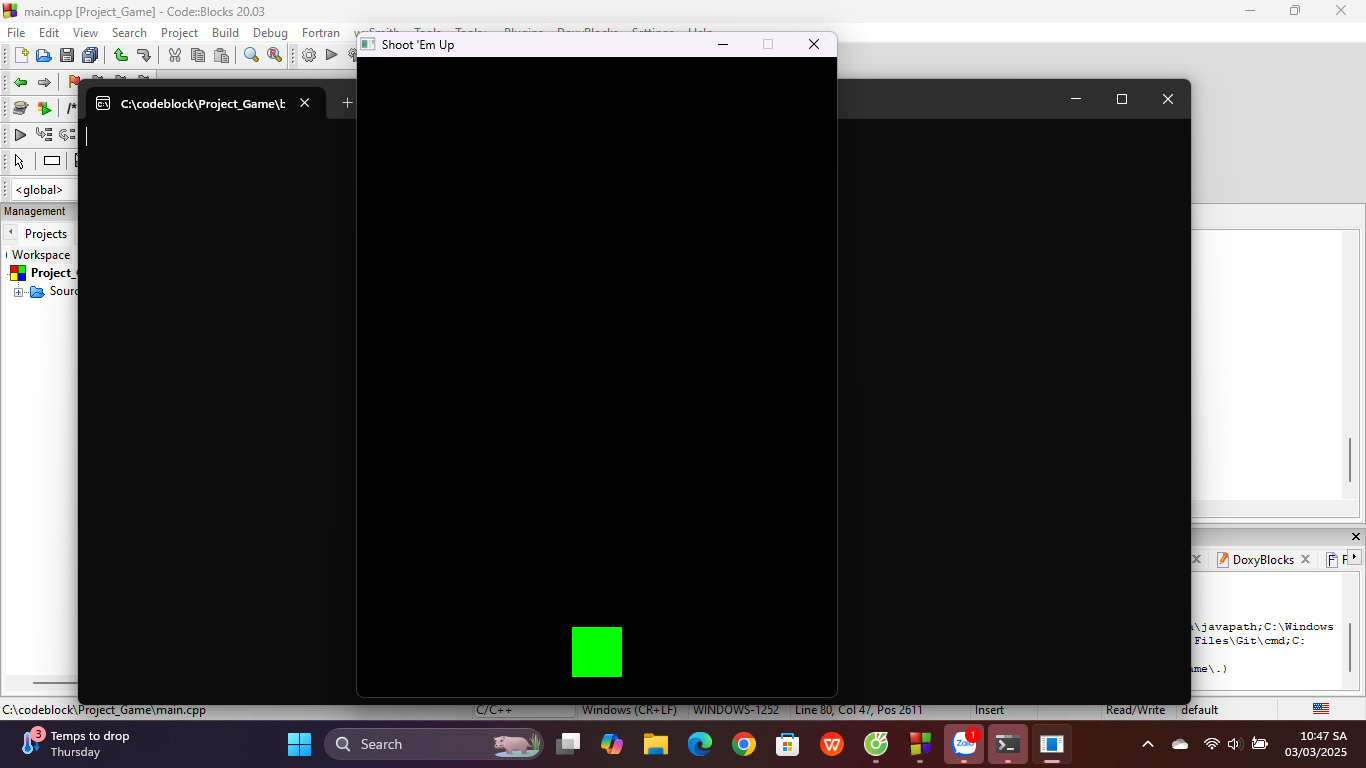 main.cpp [Project_Game] - Code::Blocks 20.03
File Edit View Search Project Build Debug Fortran
Shoot 'Em Up
C:\codeblock\Project_Game\b
<global>
Management
Projects
Workspace
Project_
Sourc
DoxyBlocks
\javapath;C:\Windows
Files\Git\cmd;C:
ame\.)
C:\codeblock\Project_Game\main.cpp C/C++ Windows (CR+LF) WINDOWS-1252 Line 80, Col 47, Pos 2611 Insert Read/Write default
3
Temps to drop
Thursday
Search
Zalo
1
10:47 SA
03/03/2025